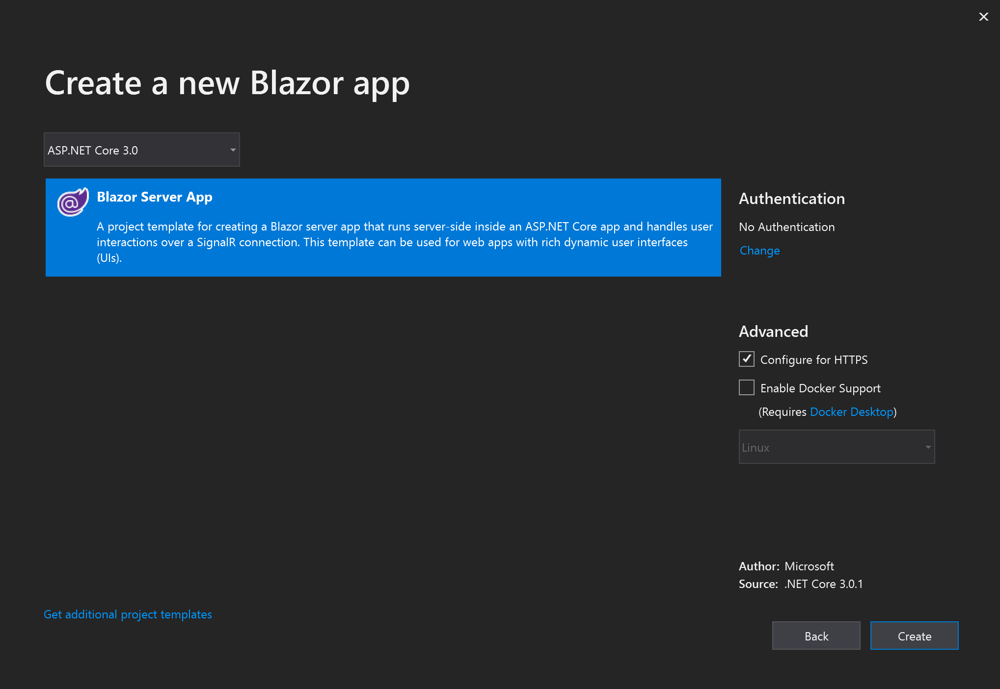 Create a new Blazor app
ASP.NET Core 3.0
Blazor Server App
A project template for creating a Blazor server app that runs server-side inside an ASP.NET Core app and handles user
interactions over a SignalR connection. This template can be used for web apps with rich dynamic user interfaces
(UIs).
Authentication
No Authentication
Change
Advanced
Configure for HTTPS
Enable Docker Support
(Requires Docker Desktop)
Linux
Author: Microsoft
Source: .NET Core 3.0.1
Get additional project templates
Back
Create